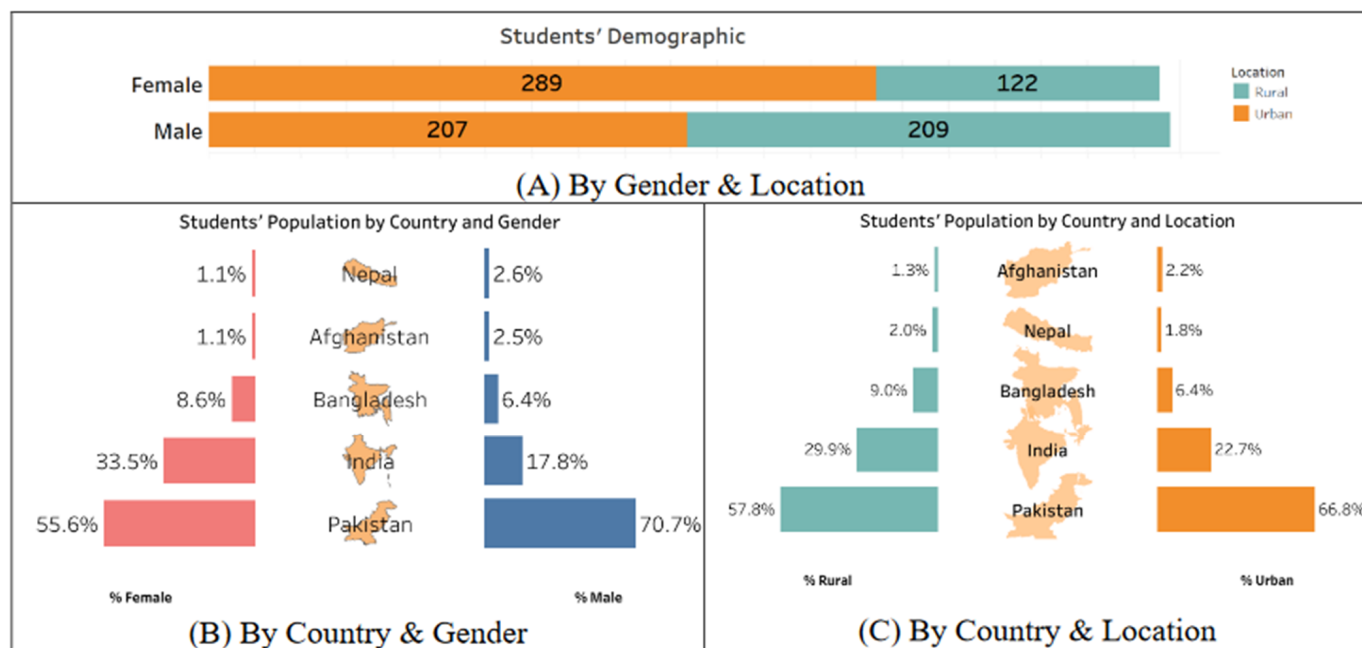 Students' Demographic
Female 289 122
Male 207 209
Location
Rural
Urban
(A) By Gender & Location
Students' Population by Country and Gender
1.1% Nepal 2.6%
1.1% Afghanistan 2.5%
8.6% Bangladesh 6.4%
33.5% India 17.8%
55.6% Pakistan 70.7%
% Female % Male
(B) By Country & Gender
Students' Population by Country and Location
1.3% Afghanistan 2.2%
2.0% Nepal 1.8%
9.0% Bangladesh 6.4%
29.9% India 22.7%
57.8% Pakistan 66.8%
% Rural % Urban
(C) By Country & Location